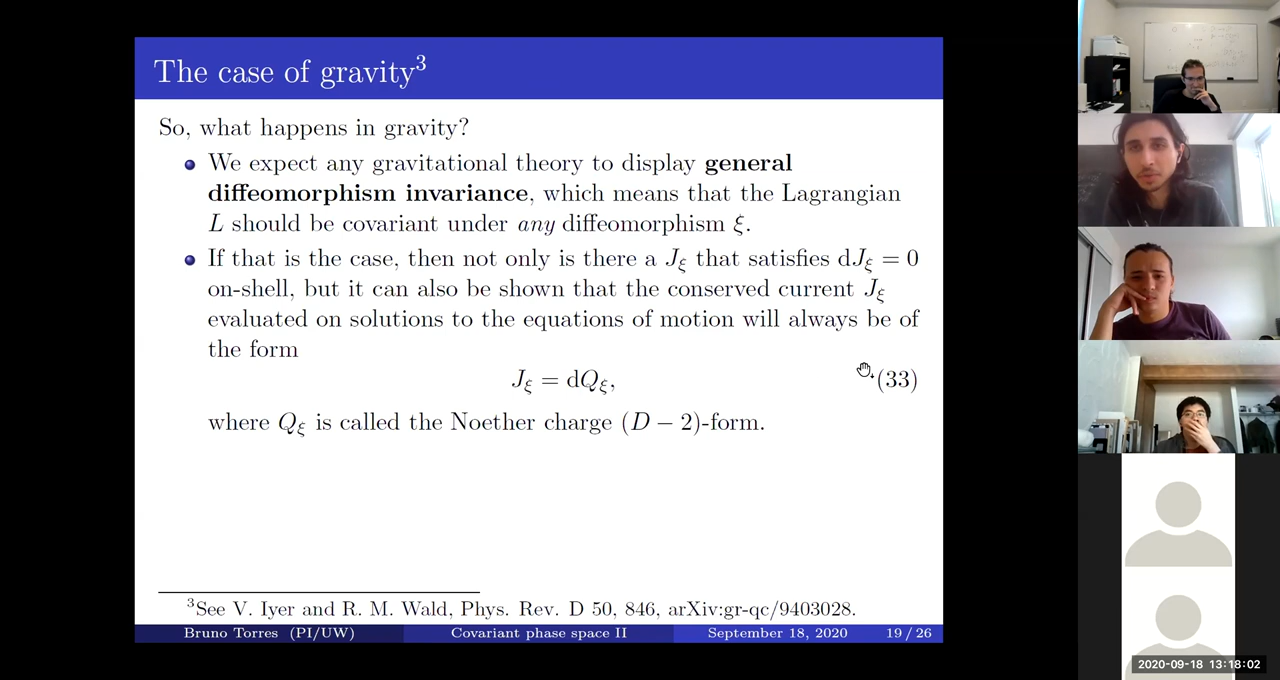 The case of gravity³
So, what happens in gravity?
We expect any gravitational theory to display general
diffeomorphism invariance, which means that the Lagrangian
L should be covariant under any diffeomorphism ξ.
If that is the case, then not only is there a J_ξ that satisfies dJ_ξ = 0
on-shell, but it can also be shown that the conserved current J_ξ
evaluated on solutions to the equations of motion will always be of
the form
J_ξ = dQ_ξ, (33)
where Q_ξ is called the Noether charge (D − 2)-form.
³See V. Iyer and R. M. Wald, Phys. Rev. D 50, 846, arXiv:gr-qc/9403028.
Bruno Torres (PI/UW) Covariant phase space II September 18, 2020 19 / 26
2020-09-18 13:18:02